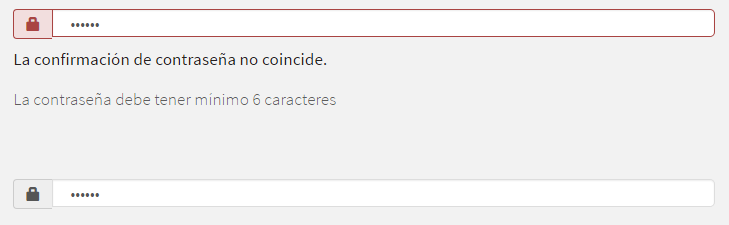 ••••••
La confirmación de contraseña no coincide.
La contraseña debe tener mínimo 6 caracteres
••••••